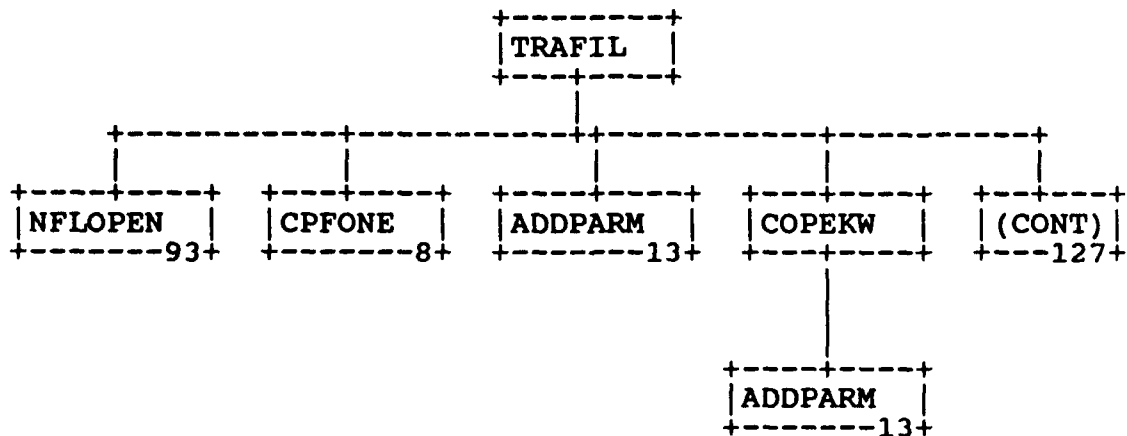 TRAFIL
NFLOPEN CPFONE ADDPARM COPEKW (CONT)
93 8 13 127
ADDPARM
13